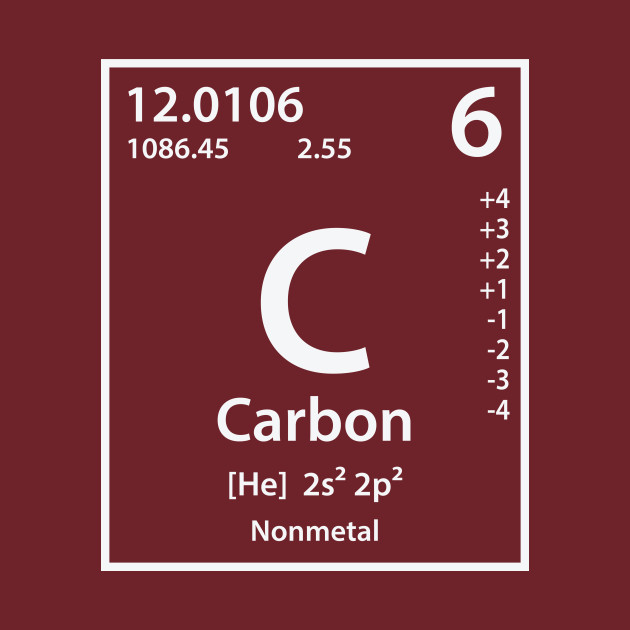 12.0106 6
1086.45 2.55
+4
+3
+2
+1
-1
-2
-3
-4
C
Carbon
[He] 2s² 2p²
Nonmetal